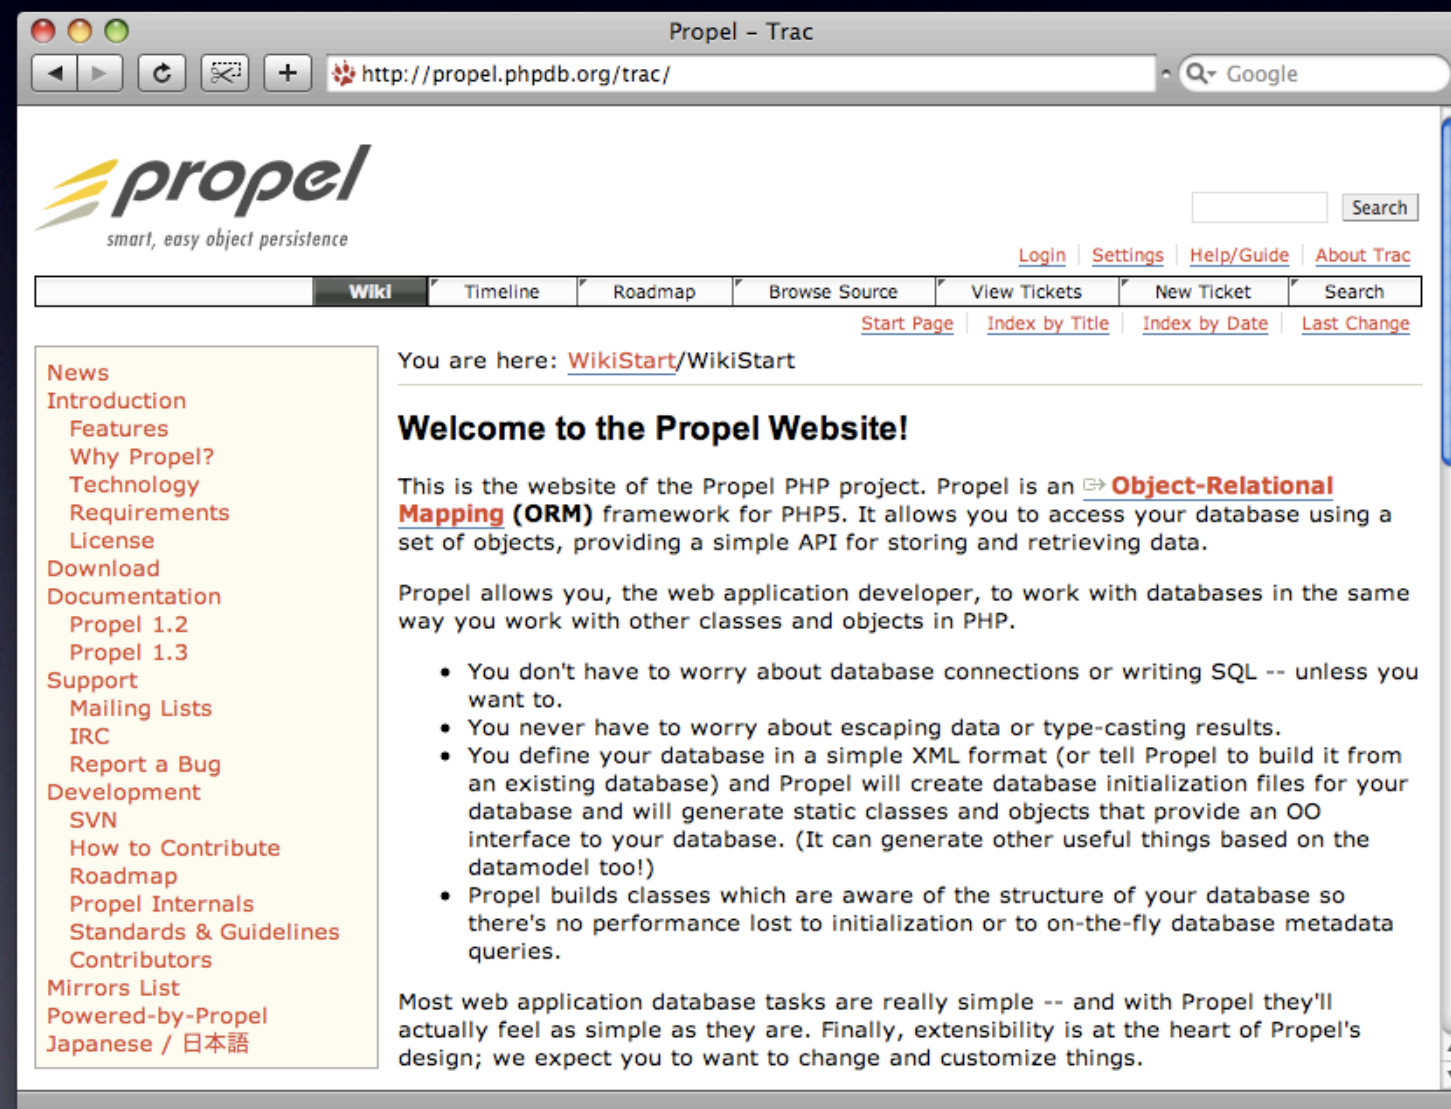 Propel – Trac
http://propel.phpdb.org/trac/
Google
propel
smart, easy object persistence
Search
Login
Settings
Help/Guide
About Trac
Wiki
Timeline
Roadmap
Browse Source
View Tickets
New Ticket
Search
Start Page
Index by Title
Index by Date
Last Change
News
Introduction
Features
Why Propel?
Technology
Requirements
License
Download
Documentation
Propel 1.2
Propel 1.3
Support
Mailing Lists
IRC
Report a Bug
Development
SVN
How to Contribute
Roadmap
Propel Internals
Standards & Guidelines
Contributors
Mirrors List
Powered-by-Propel
Japanese / 日本語
You are here: WikiStart/WikiStart
Welcome to the Propel Website!
This is the website of the Propel PHP project. Propel is an Object-Relational
Mapping (ORM) framework for PHP5. It allows you to access your database using a
set of objects, providing a simple API for storing and retrieving data.
Propel allows you, the web application developer, to work with databases in the same
way you work with other classes and objects in PHP.
• You don't have to worry about database connections or writing SQL -- unless you
want to.
• You never have to worry about escaping data or type-casting results.
• You define your database in a simple XML format (or tell Propel to build it from
an existing database) and Propel will create database initialization files for your
database and will generate static classes and objects that provide an OO
interface to your database. (It can generate other useful things based on the
datamodel too!)
• Propel builds classes which are aware of the structure of your database so
there's no performance lost to initialization or to on-the-fly database metadata
queries.
Most web application database tasks are really simple -- and with Propel they'll
actually feel as simple as they are. Finally, extensibility is at the heart of Propel's
design; we expect you to want to change and customize things.